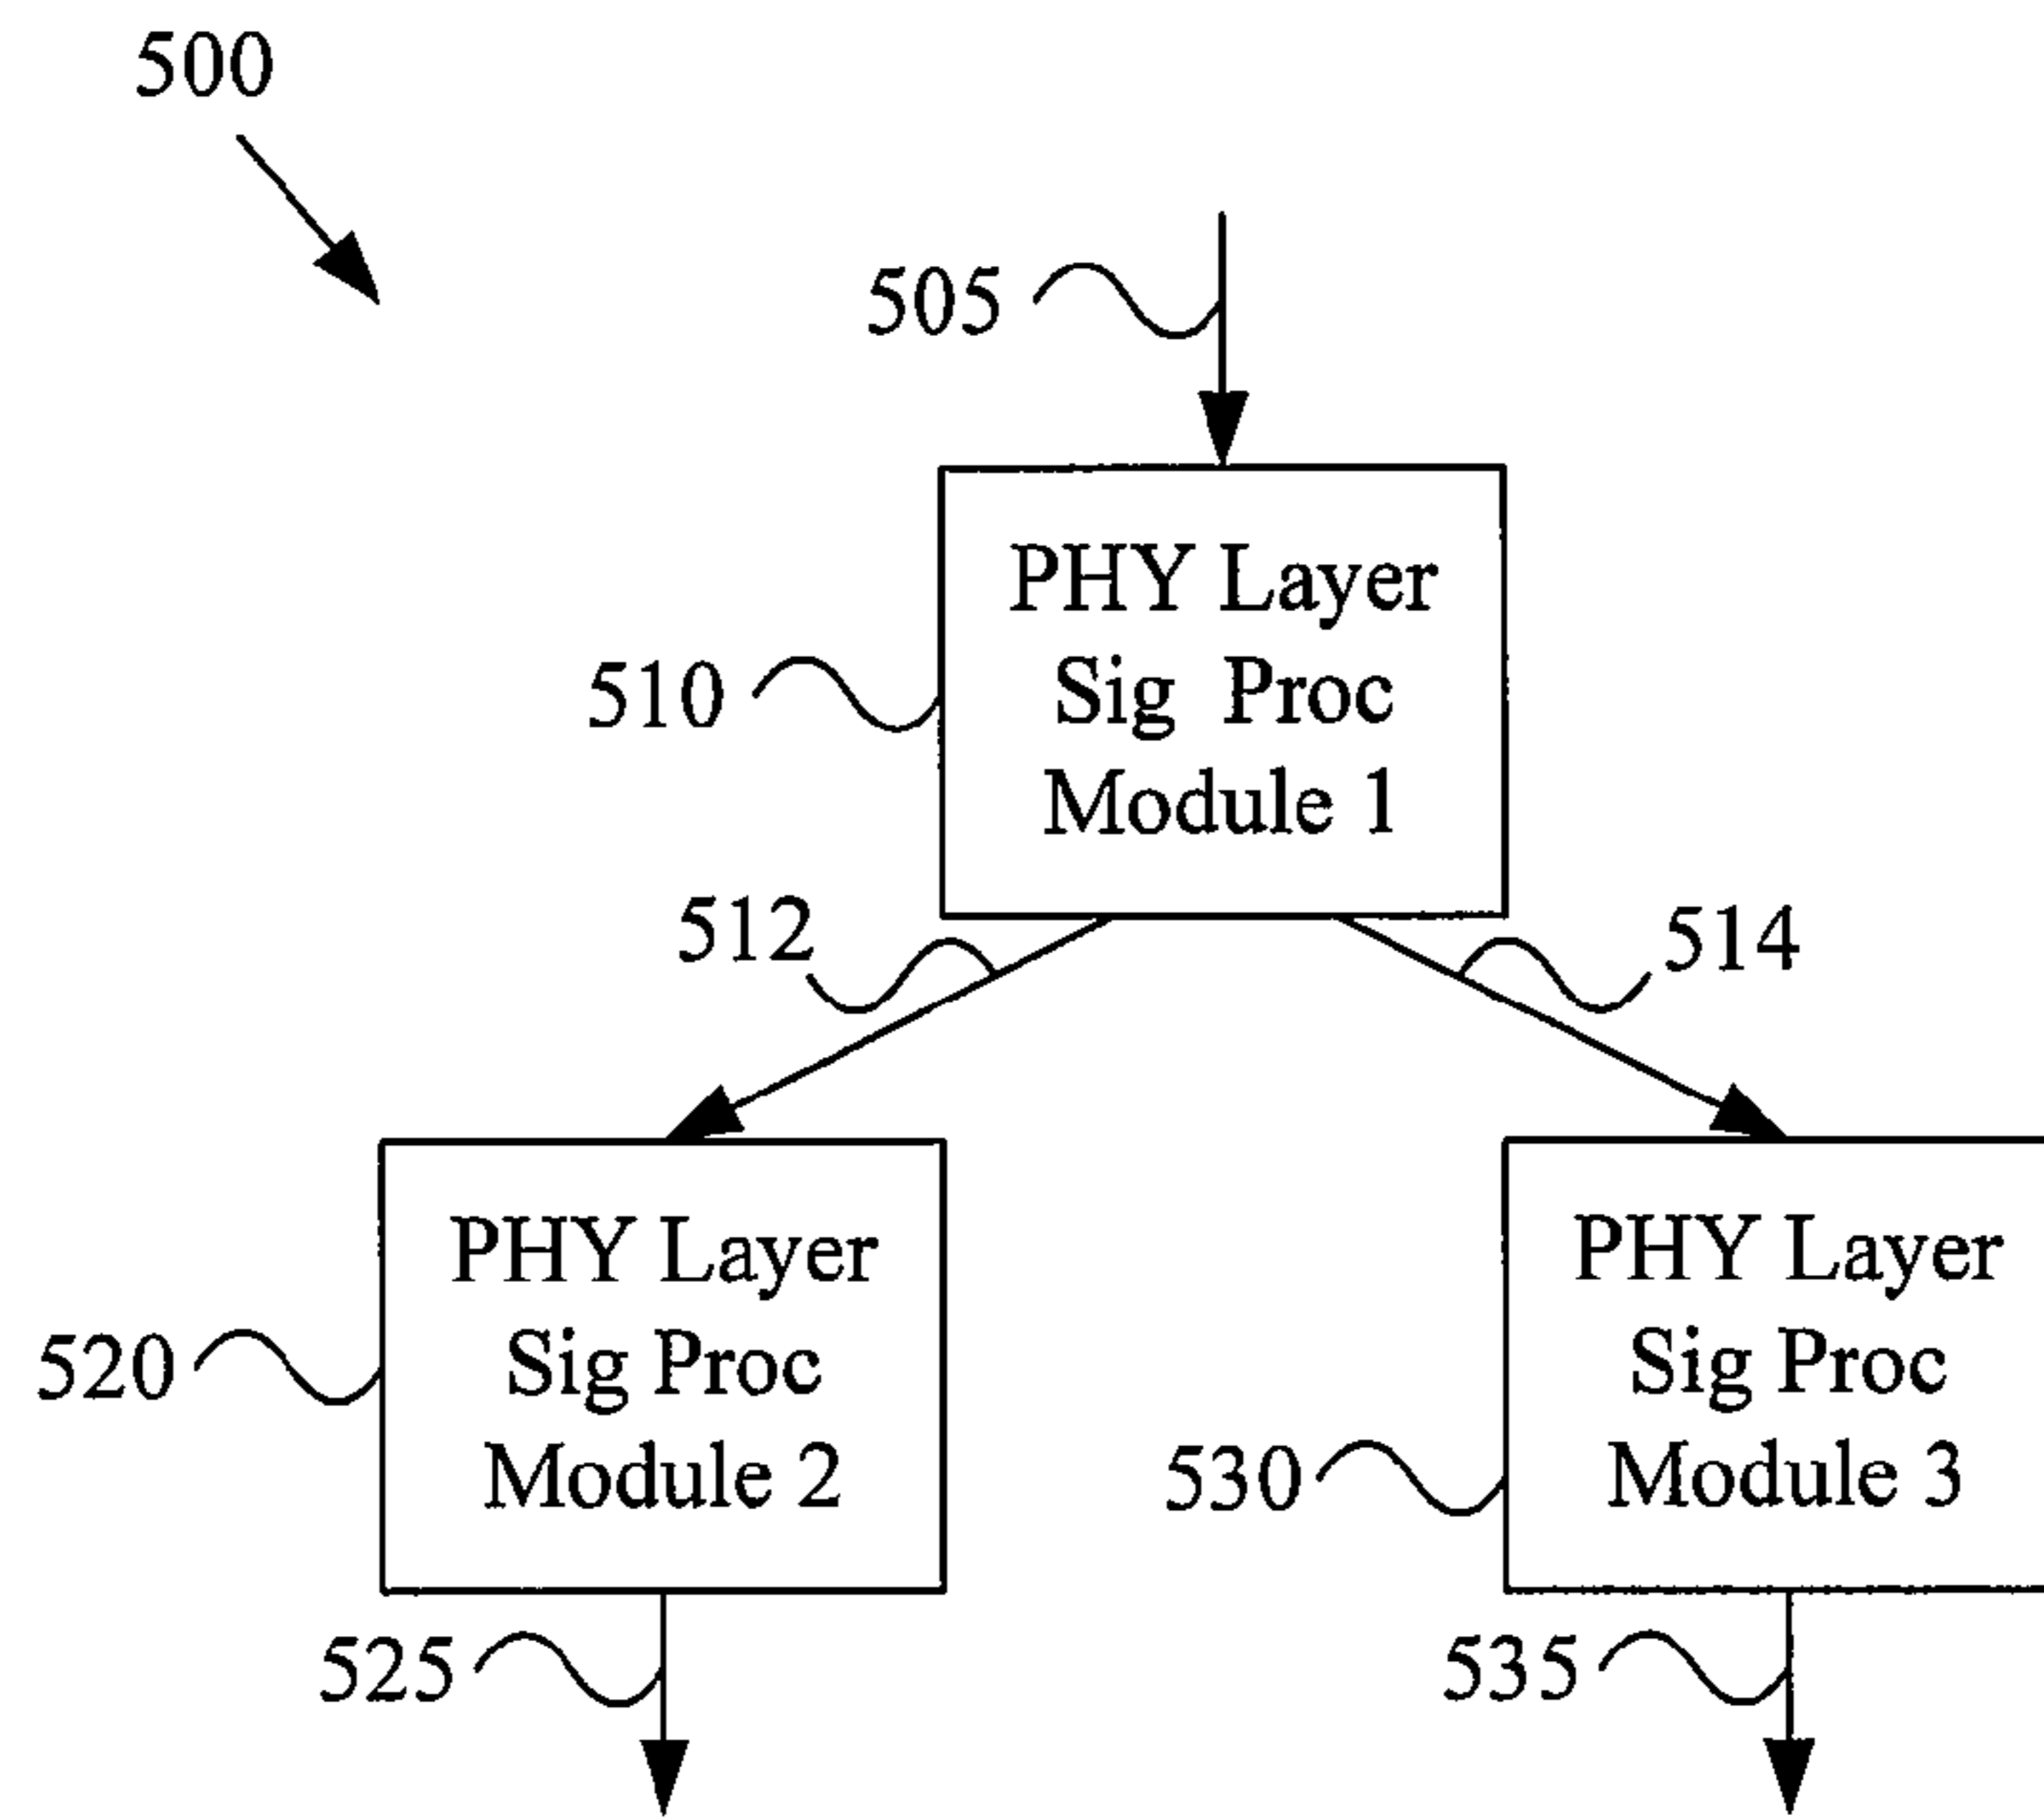 500
505
PHY Layer
Sig Proc
Module 1
510
512
514
PHY Layer
Sig Proc
Module 2
520
PHY Layer
Sig Proc
Module 3
530
525
535